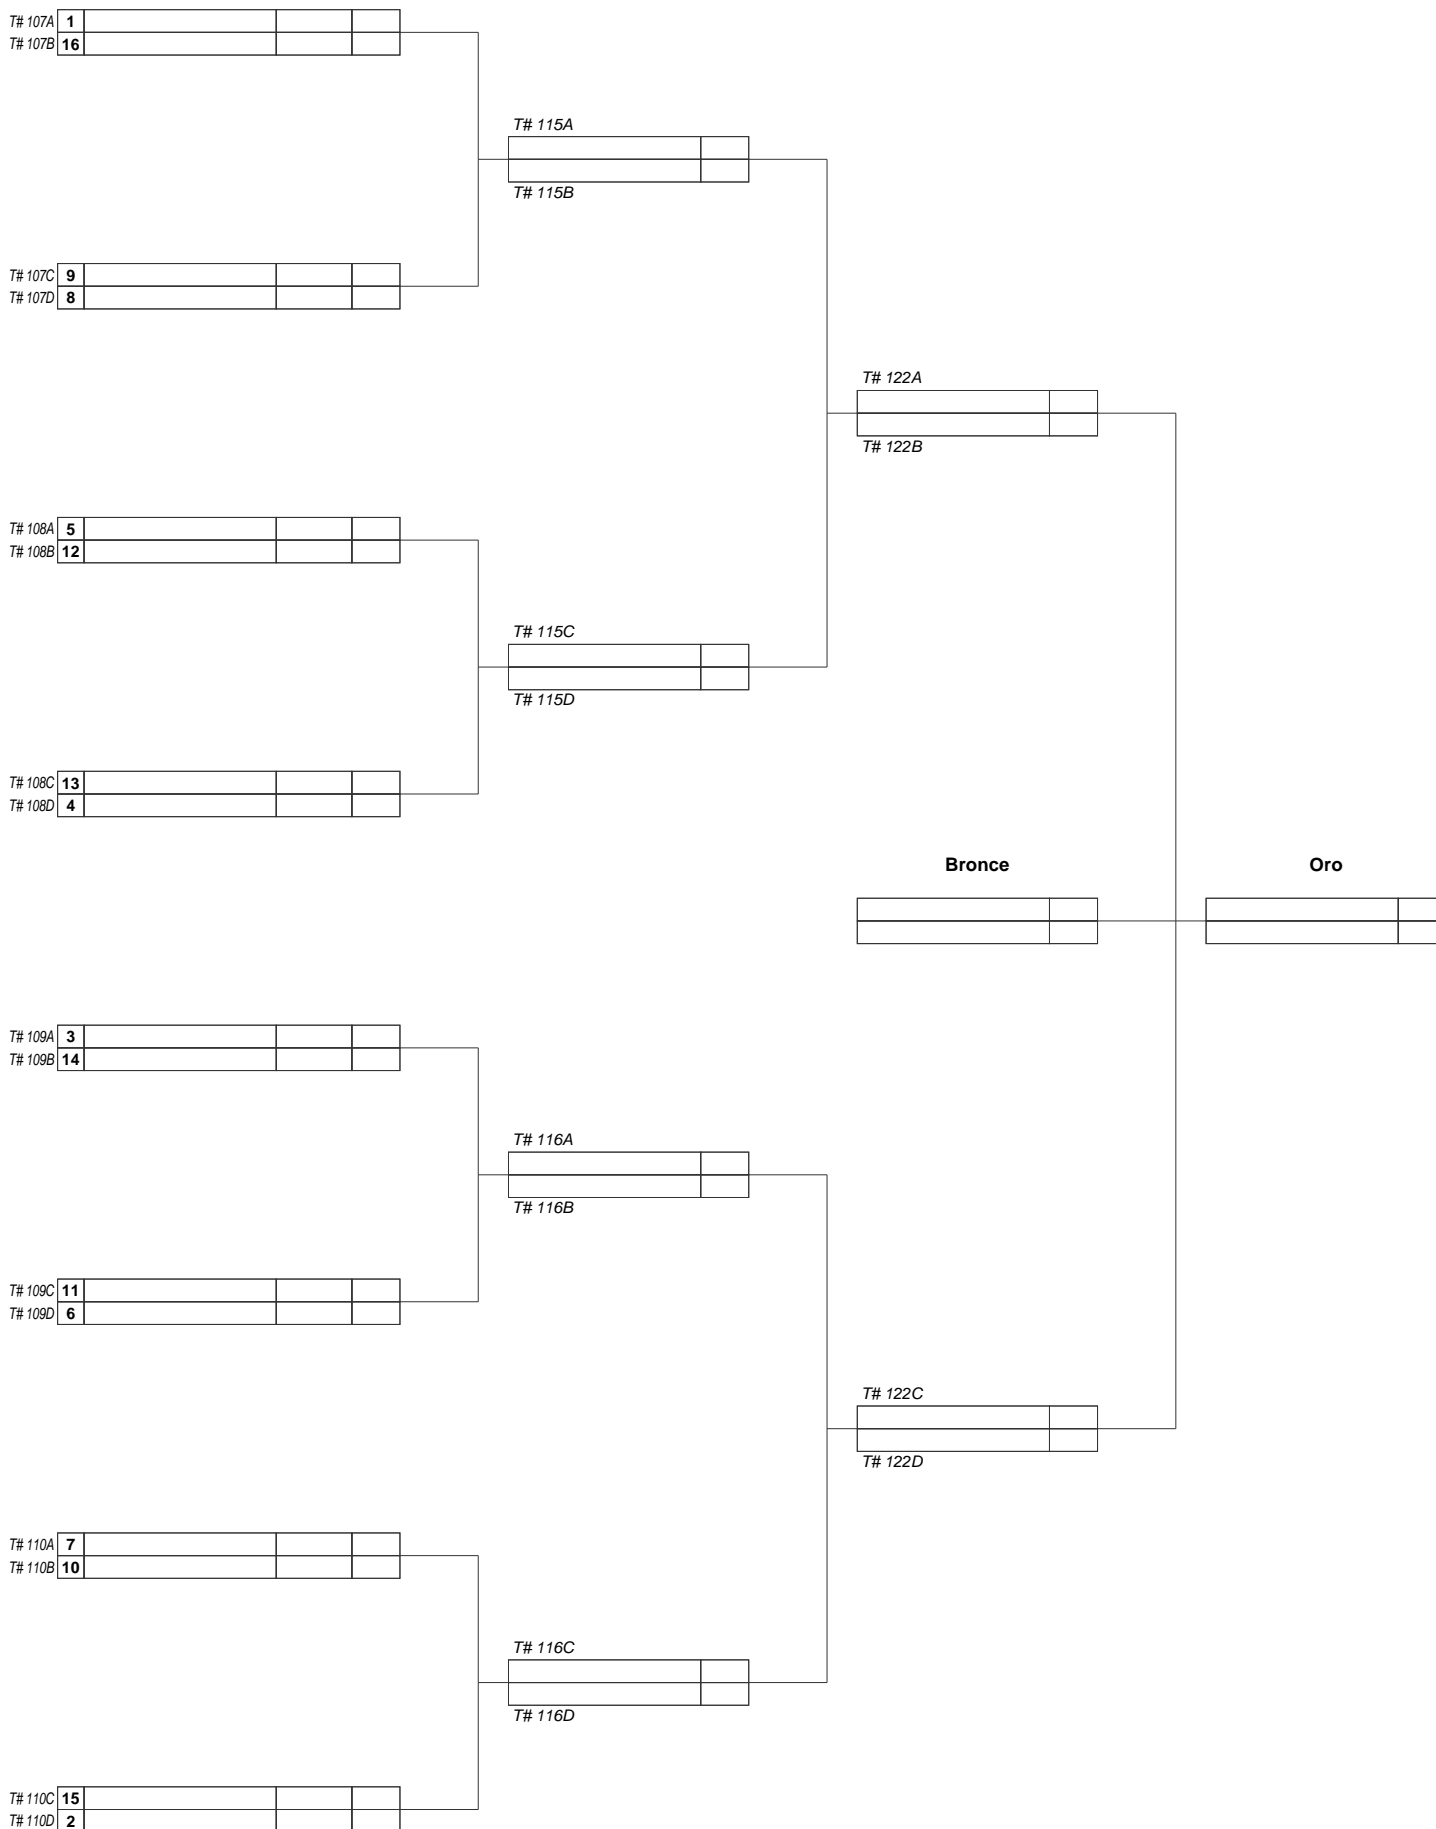 T# 107A 1
T# 107B 16
T# 115A
T# 115B
T# 107C 9
T# 107D 8
T# 122A
T# 122B
T# 108A 5
T# 108B 12
T# 115C
T# 115D
T# 108C 13
T# 108D 4
Bronce Oro
T# 109A 3
T# 109B 14
T# 116A
T# 116B
T# 109C 11
T# 109D 6
T# 122C
T# 122D
T# 110A 7
T# 110B 10
T# 116C
T# 116D
T# 110C 15
T# 110D 2